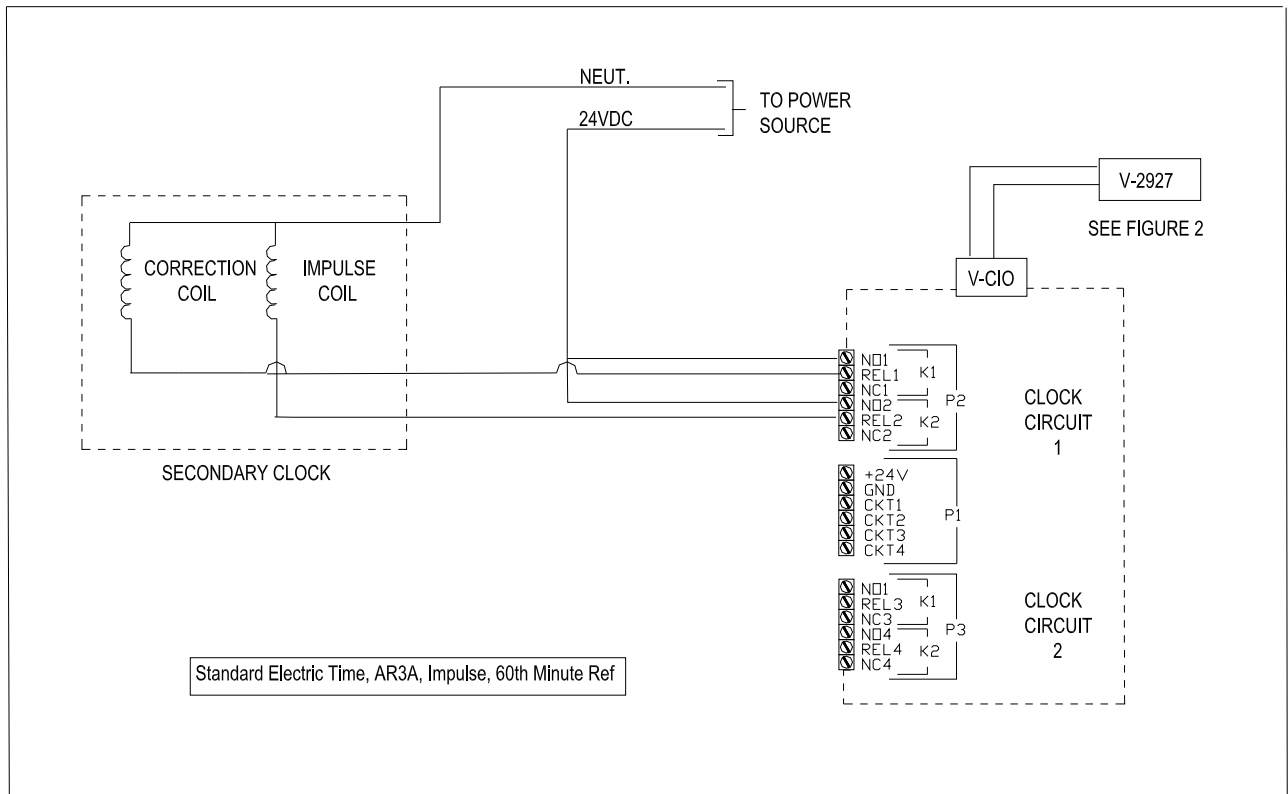 NEUT.
24VDC
TO POWER
SOURCE
V-2927
SEE FIGURE 2
V-CIO
CORRECTION
COIL
IMPULSE
COIL
SECONDARY CLOCK
NO1
REL1
NC1
NO2
REL2
NC2
K1
K2
P2
CLOCK
CIRCUIT
1
+24V
GND
CKT1
CKT2
CKT3
CKT4
P1
NO1
REL3
NC3
NO4
REL4
NC4
K1
K2
P3
CLOCK
CIRCUIT
2
Standard Electric Time, AR3A, Impulse, 60th Minute Ref